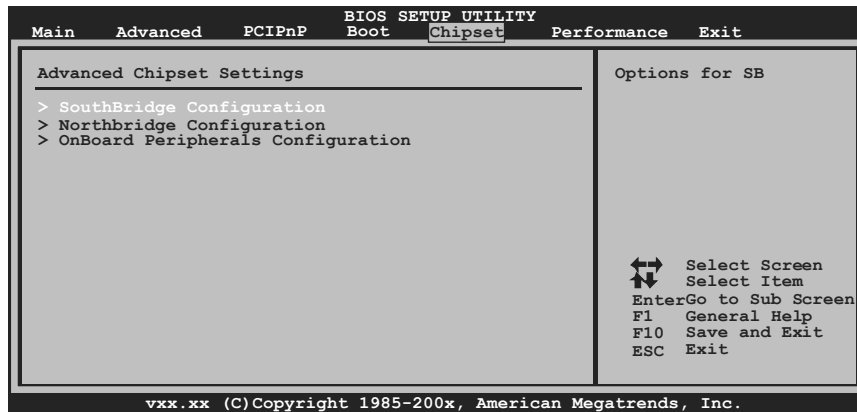 BIOS SETUP UTILITY
Main Advanced PCIPnP Boot Chipset Performance Exit
Advanced Chipset Settings
> SouthBridge Configuration
> Northbridge Configuration
> OnBoard Peripherals Configuration
Options for SB
Select Screen
Select Item
EnterGo to Sub Screen
F1 General Help
F10 Save and Exit
ESC Exit
vxx.xx (C)Copyright 1985-200x, American Megatrends, Inc.